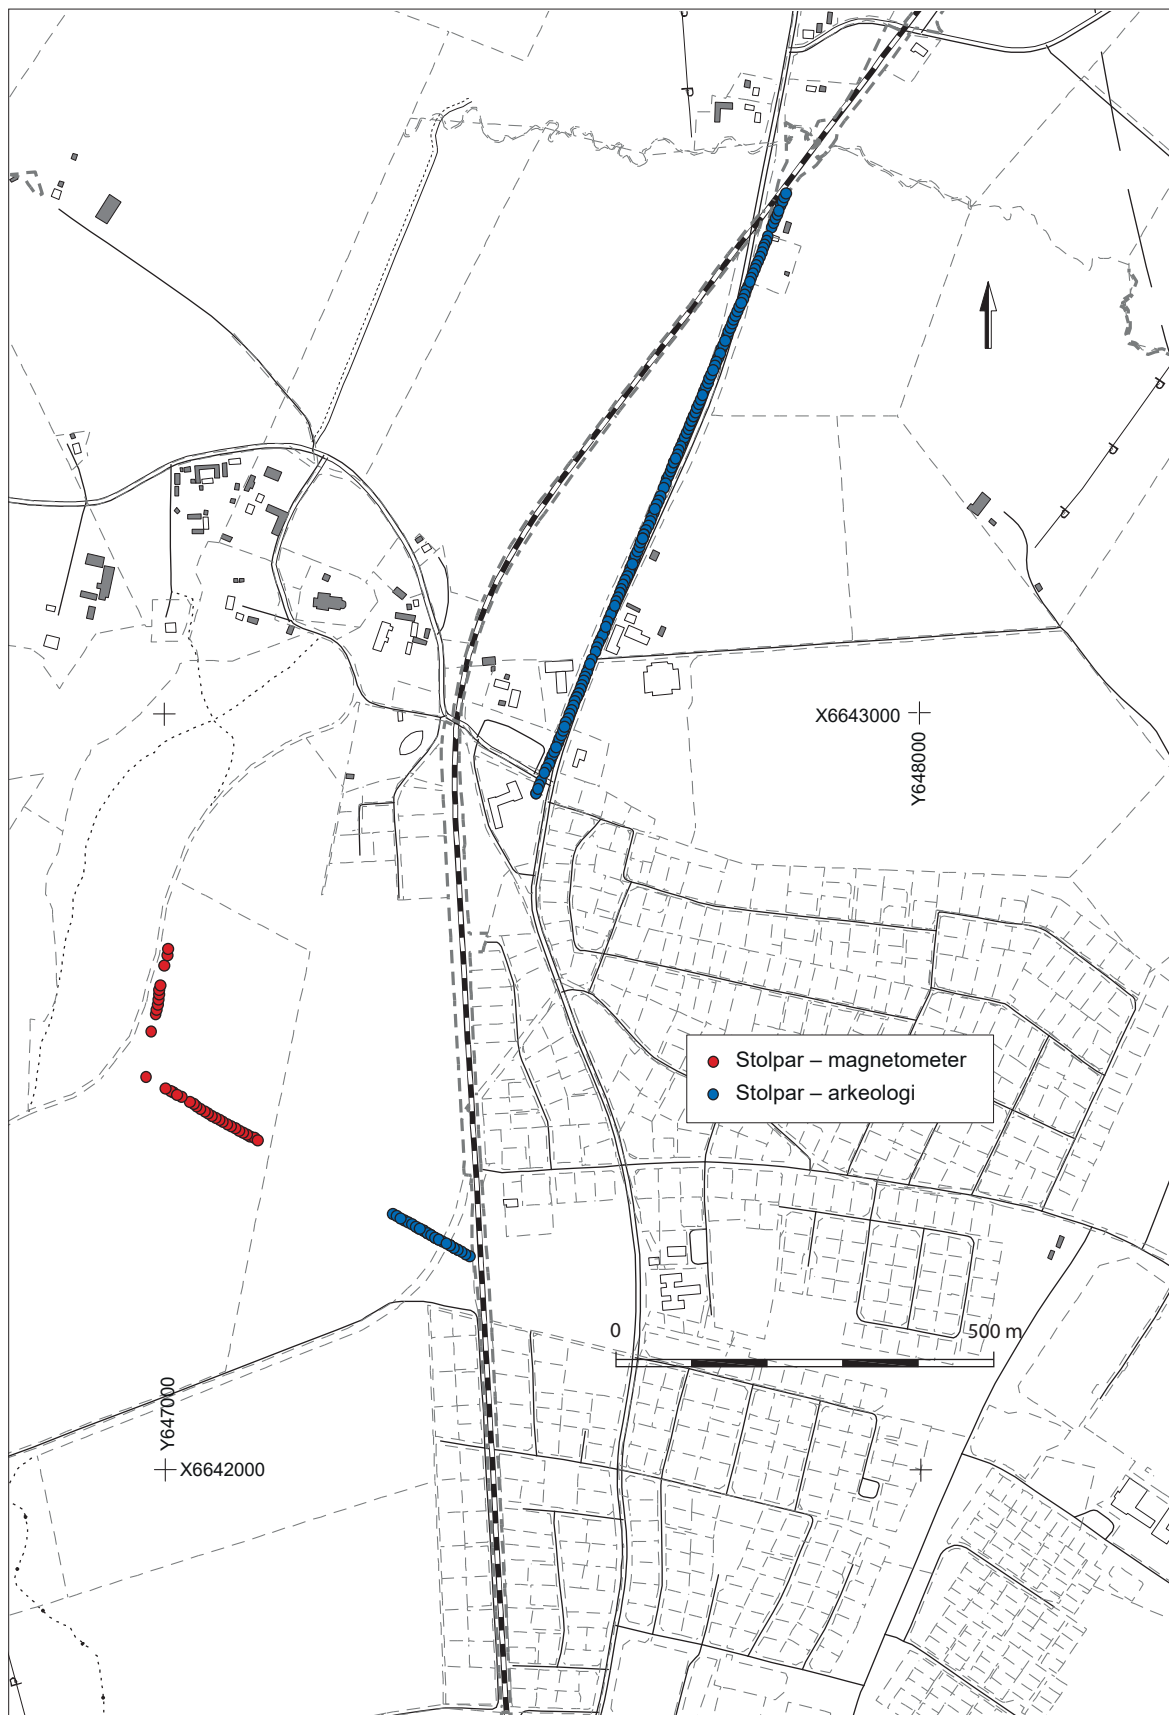 P
P
P
P
P
X6643000
Y648000
Stolpar – magnetometer
Stolpar – arkeologi
0
500 m
Y647000
X6642000
P